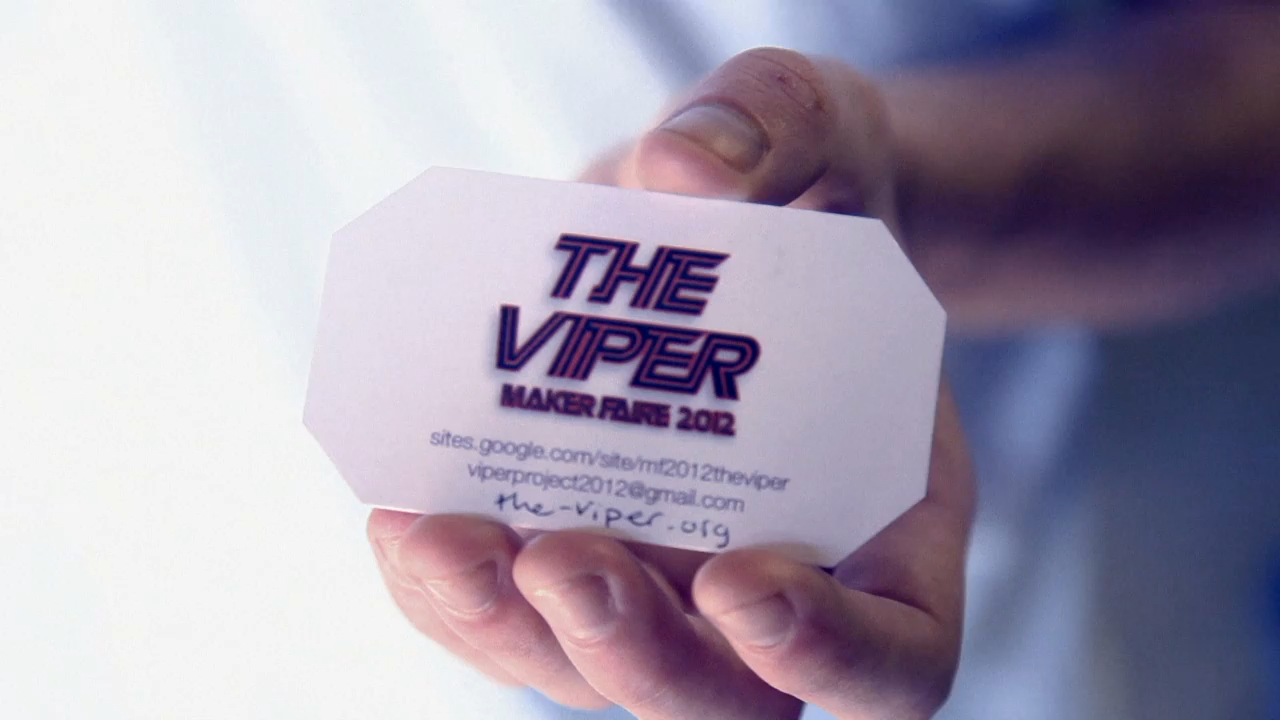 THE
VIPER
MAKER FAIRE 2012
sites.google.com/site/mf2012theviper
viperproject2012@gmail.com
the-viper.org